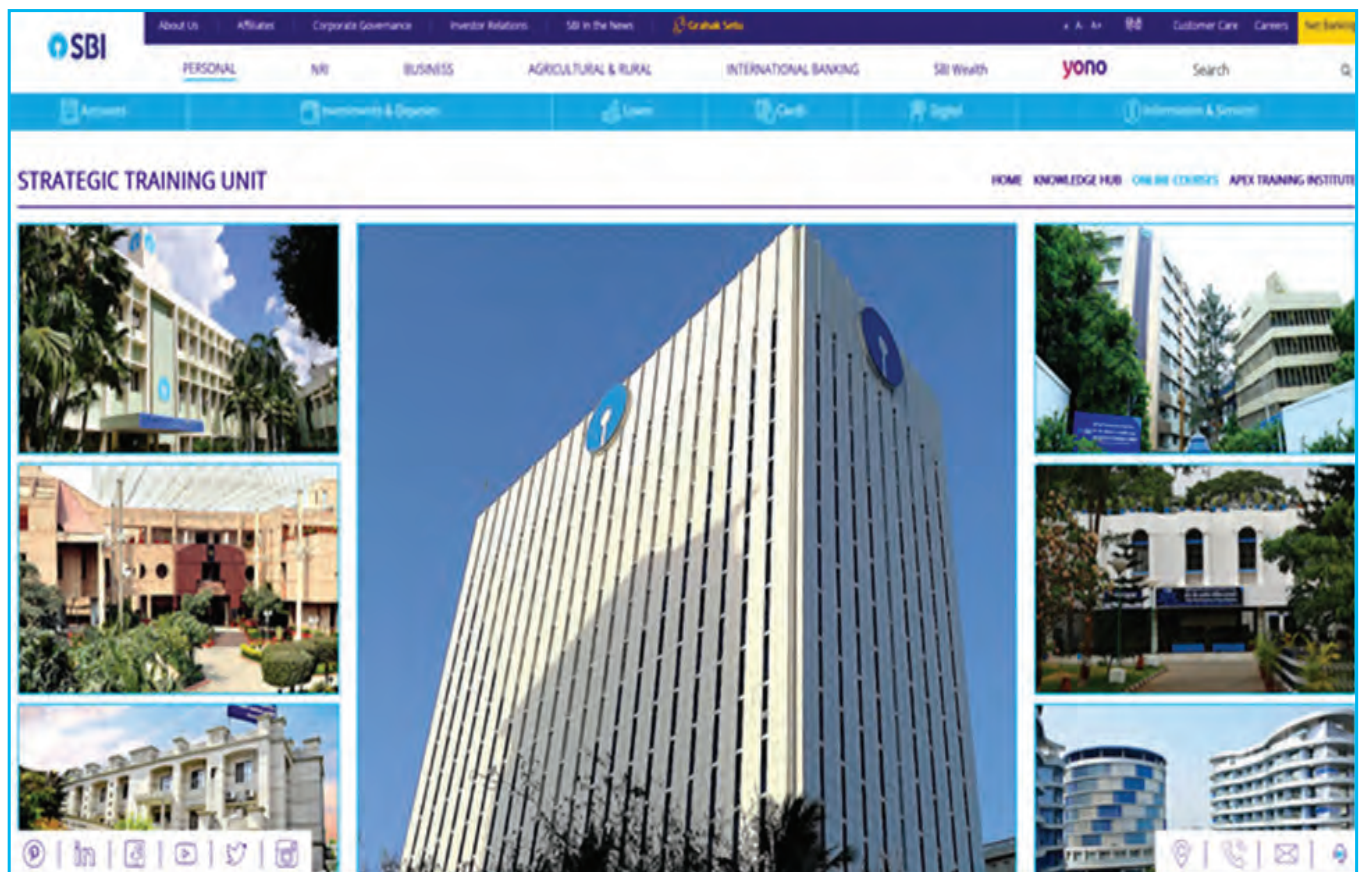 SBI
About Us Affiliates Corporate Governance Investor Relations SBI in the News Grahak Setu A A A+ हिंदी Customer Care Careers Net Banking
PERSONAL NRI BUSINESS AGRICULTURAL & RURAL INTERNATIONAL BANKING SBI Wealth yono Search
Accounts Investments & Deposits Loans Cards Digital Information & Services
STRATEGIC TRAINING UNIT
HOME KNOWLEDGE HUB ONLINE COURSES APEX TRAINING INSTITUTE
in